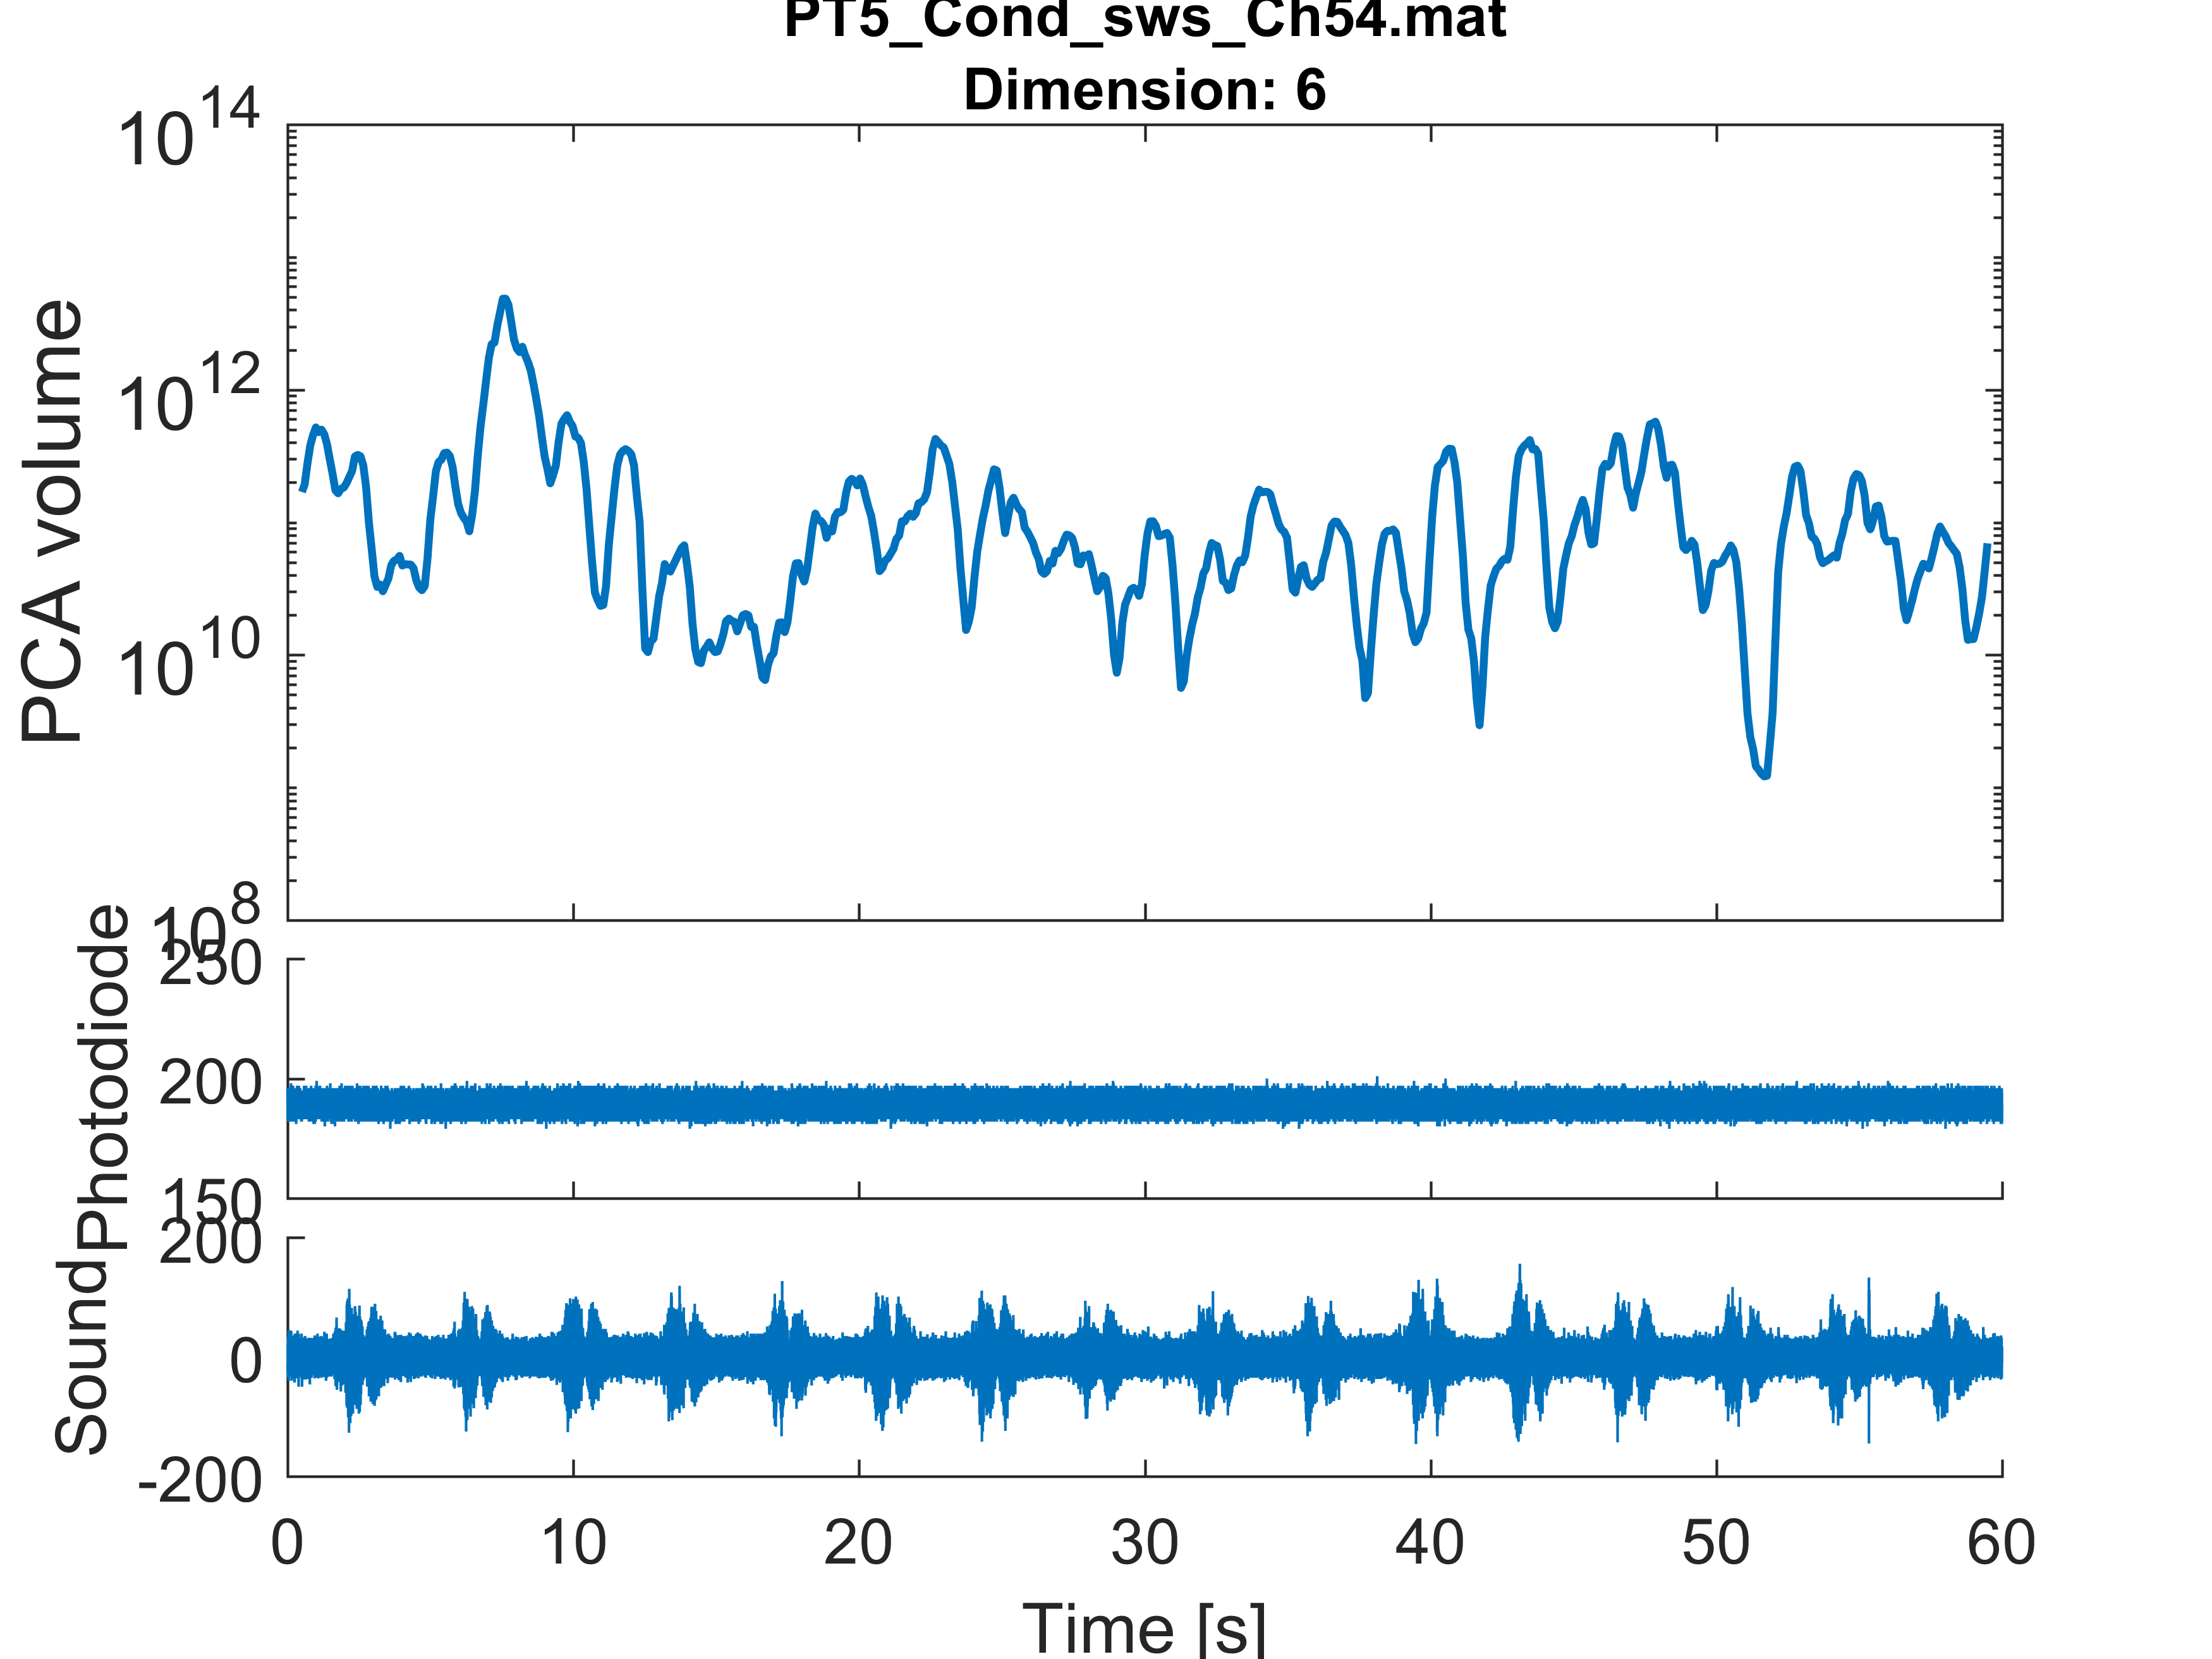 PT5_Cond_sws_Ch54.mat
Dimension: 6
PCA volume
10^14
10^12
10^10
10^8
Photodiode
250
200
150
Sound
200
0
-200
0 10 20 30 40 50 60
Time [s]